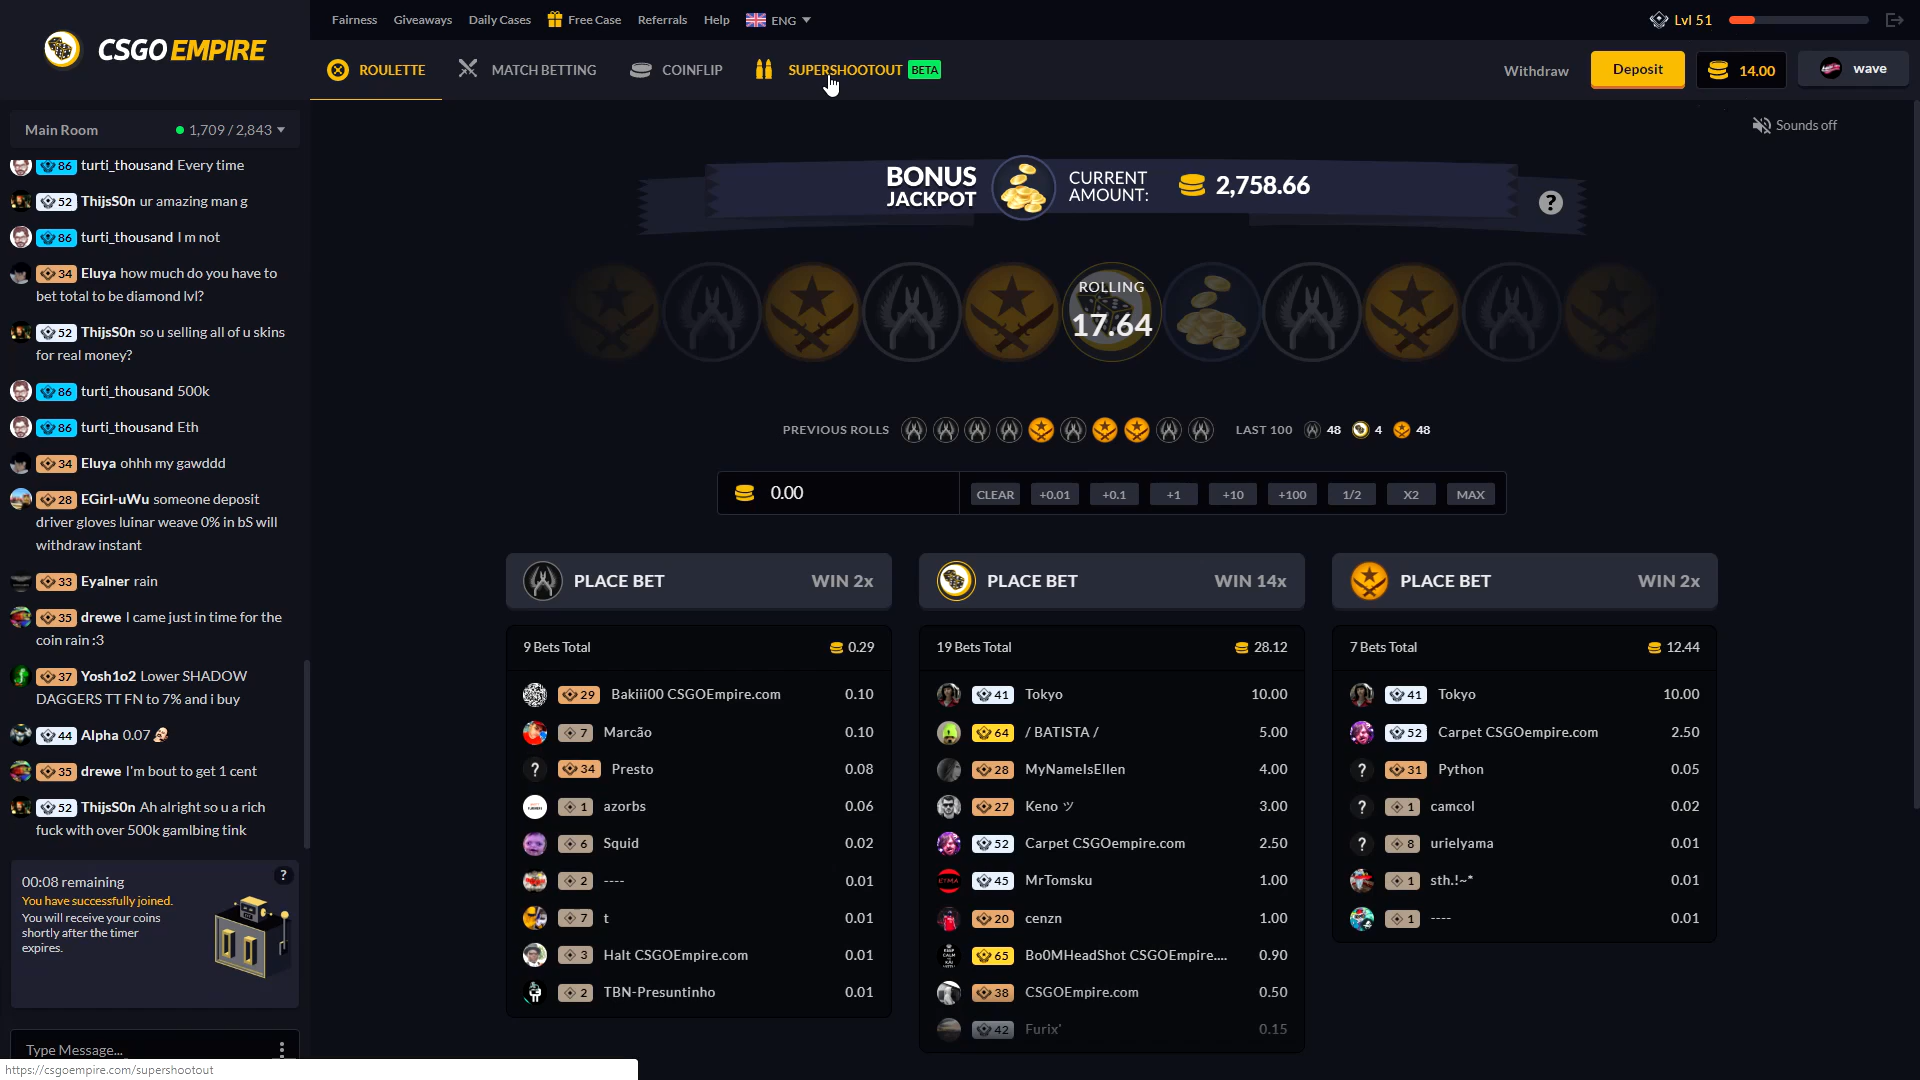 CSGOEMPIRE
Fairness
Giveaways
Daily Cases
Free Case
Referrals
Help
ENG
Lvl 51
ROULETTE
MATCH BETTING
COINFLIP
SUPERSHOOTOUT BETA
Withdraw
Deposit
14.00
wave
Main Room
1,709 / 2,843
86 turti_thousand Every time
52 ThijsS0n ur amazing man g
86 turti_thousand I m not
34 Eluya how much do you have to
bet total to be diamond lvl?
52 ThijsS0n so u selling all of u skins
for real money?
86 turti_thousand 500k
86 turti_thousand Eth
34 Eluya ohhh my gawddd
28 EGirl-uWu someone deposit
driver gloves luinar weave 0% in bS will
withdraw instant
33 Eyalner rain
35 drewe I came just in time for the
coin rain :3
37 Yosh1o2 Lower SHADOW
DAGGERS TT FN to 7% and i buy
44 Alpha 0.07
35 drewe I'm bout to get 1 cent
52 ThijsS0n Ah alright so u a rich
fuck with over 500k gamlbing tink
00:08 remaining
?
You have successfully joined.
You will receive your coins
shortly after the timer
expires.
Type Message...
https://csgoempire.com/supershootout
Sounds off
BONUS
JACKPOT
CURRENT
AMOUNT:
2,758.66
?
ROLLING
17.64
PREVIOUS ROLLS
LAST 100
48
4
48
0.00
CLEAR
+0.01
+0.1
+1
+10
+100
1/2
X2
MAX
PLACE BET WIN 2x
9 Bets Total 0.29
29 Bakiii00 CSGOEmpire.com 0.10
7 Marcão 0.10
? 34 Presto 0.08
1 azorbs 0.06
6 Squid 0.02
2 ---- 0.01
7 t 0.01
3 Halt CSGOEmpire.com 0.01
2 TBN-Presuntinho 0.01
PLACE BET WIN 14x
19 Bets Total 28.12
41 Tokyo 10.00
64 / BATISTA / 5.00
28 MyNameIsEllen 4.00
27 Keno ツ 3.00
52 Carpet CSGOempire.com 2.50
45 MrTomsku 1.00
20 cenzn 1.00
65 Bo0MHeadShot CSGOEmpire.... 0.90
38 CSGOEmpire.com 0.50
42 Furix' 0.15
PLACE BET WIN 2x
7 Bets Total 12.44
41 Tokyo 10.00
52 Carpet CSGOempire.com 2.50
? 31 Python 0.05
? 1 camcol 0.02
? 8 urielyama 0.01
1 sth.!~* 0.01
1 ---- 0.01